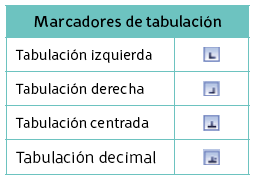 Marcadores de tabulación
Tabulación izquierda
Tabulación derecha
Tabulación centrada
Tabulación decimal